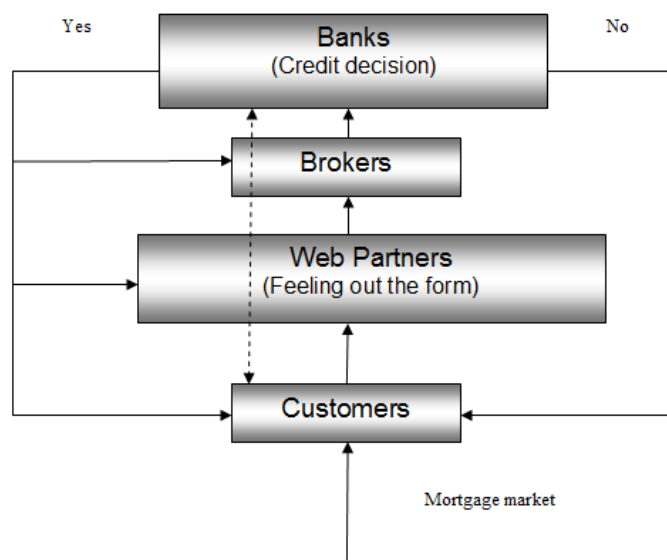 Yes
Banks
No
(Credit decision)
Brokers
Web Partners
(Feeling out the form)
Customers
Mortgage market